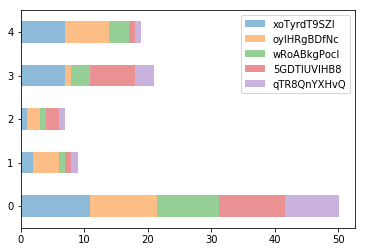 xoTyrdT9SZI
oyIHRgBDfNc
wRoABkgPocI
5GDTIUVIHB8
qTR8QnYXHvQ
4
3
2
1
0
0 10 20 30 40 50